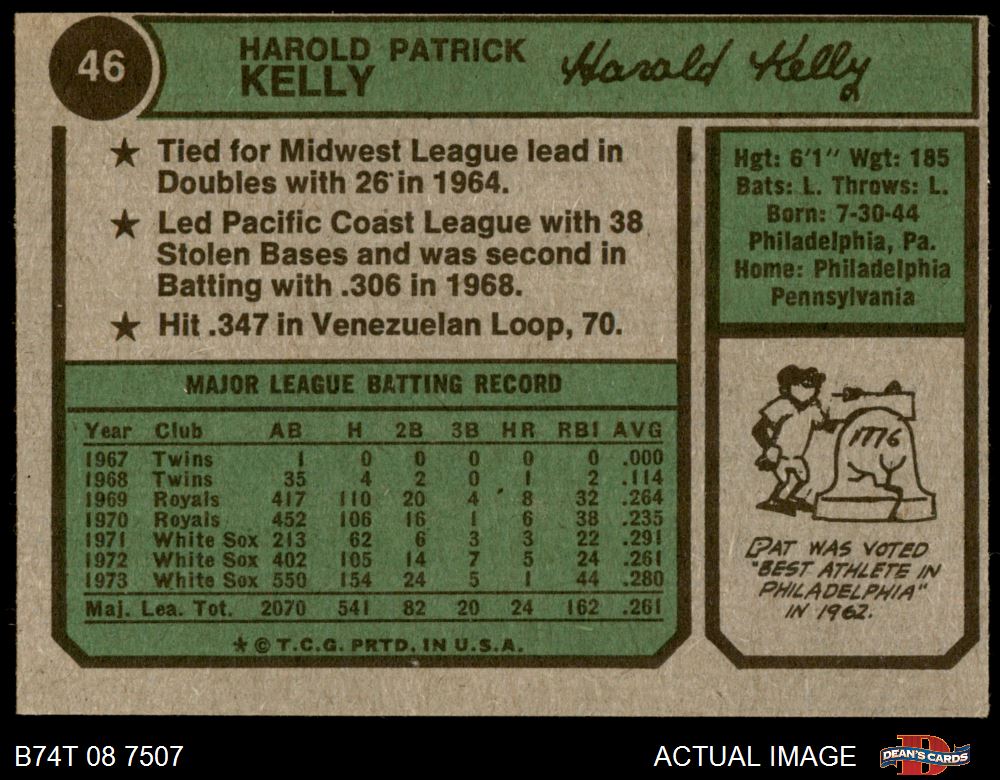 46
HAROLD PATRICK
KELLY
Harold Kelly
★ Tied for Midwest League lead in
Doubles with 26 in 1964.
★ Led Pacific Coast League with 38
Stolen Bases and was second in
Batting with .306 in 1968.
★ Hit .347 in Venezuelan Loop, 70.
MAJOR LEAGUE BATTING RECORD
Year Club AB H 2B 3B HR RBI AVG
1967 Twins 1 0 0 0 0 0 .000
1968 Twins 35 4 2 0 1 2 .114
1969 Royals 417 110 20 4 8 32 .264
1970 Royals 452 106 16 1 6 38 .235
1971 White Sox 213 62 6 3 3 22 .291
1972 White Sox 402 105 14 7 5 24 .261
1973 White Sox 550 154 24 5 1 44 .280
Maj. Lea. Tot. 2070 541 82 20 24 162 .261
* © T.C.G. PRTD. IN U.S.A.
Hgt: 6'1" Wgt: 185
Bats: L. Throws: L.
Born: 7-30-44
Philadelphia, Pa.
Home: Philadelphia
Pennsylvania
1776
PAT WAS VOTED
"BEST ATHLETE IN
PHILADELPHIA"
IN 1962.
B74T 08 7507
ACTUAL IMAGE
DEAN'S CARDS